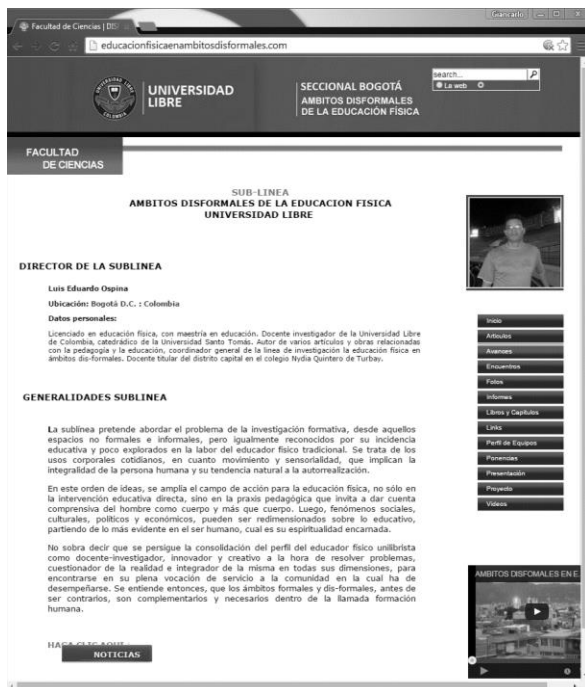 Giancarlo
Facultad de Ciencias | DIS
educacionfisicaenambitosdisformales.com
UNIVERSIDAD
LIBRE
SECCIONAL BOGOTÁ
AMBITOS DISFORMALES
DE LA EDUCACIÓN FÍSICA
search...
La web
FACULTAD
DE CIENCIAS
SUB-LINEA
AMBITOS DISFORMALES DE LA EDUCACION FISICA
UNIVERSIDAD LIBRE
DIRECTOR DE LA SUBLINEA
Luis Eduardo Ospina
Ubicación: Bogotá D.C. : Colombia
Datos personales:
Licenciado en educación física, con maestría en educación. Docente investigador de la Universidad Libre
de Colombia, catedrático de la Universidad Santo Tomás. Autor de varios artículos y obras relacionadas
con la pedagogía y la educación, coordinador general de la linea de investigación la educación física en
ámbitos dis-formales. Docente titular del distrito capital en el colegio Nydia Quintero de Turbay.
GENERALIDADES SUBLINEA
La sublínea pretende abordar el problema de la investigación formativa, desde aquellos
espacios no formales e informales, pero igualmente reconocidos por su incidencia
educativa y poco explorados en la labor del educador físico tradicional. Se trata de los
usos corporales cotidianos, en cuanto movimiento y sensorialidad, que implican la
integralidad de la persona humana y su tendencia natural a la autorrealización.
En este orden de ideas, se amplía el campo de acción para la educación física, no sólo en
la intervención educativa directa, sino en la praxis pedagógica que invita a dar cuenta
comprensiva del hombre como cuerpo y más que cuerpo. Luego, fenómenos sociales,
culturales, políticos y económicos, pueden ser redimensionados sobre lo educativo,
partiendo de lo más evidente en el ser humano, cual es su espiritualidad encarnada.
No sobra decir que se persigue la consolidación del perfil del educador físico unilibrista
como docente-investigador, innovador y creativo a la hora de resolver problemas,
cuestionador de la realidad e integrador de la misma en todas sus dimensiones, para
encontrarse en su plena vocación de servicio a la comunidad en la cual ha de
desempeñarse. Se entiende entonces, que los ámbitos formales y dis-formales, antes de
ser contrarios, son complementarios y necesarios dentro de la llamada formación
humana.
HAGA CLIC AQUI :
NOTICIAS
Inicio
Artículos
Avanses
Encuentros
Fotos
Informes
Libros y Capitulos
Links
Perfil de Equipos
Ponencias
Presentación
Proyecto
Videos
AMBITOS DISFOMALES EN E